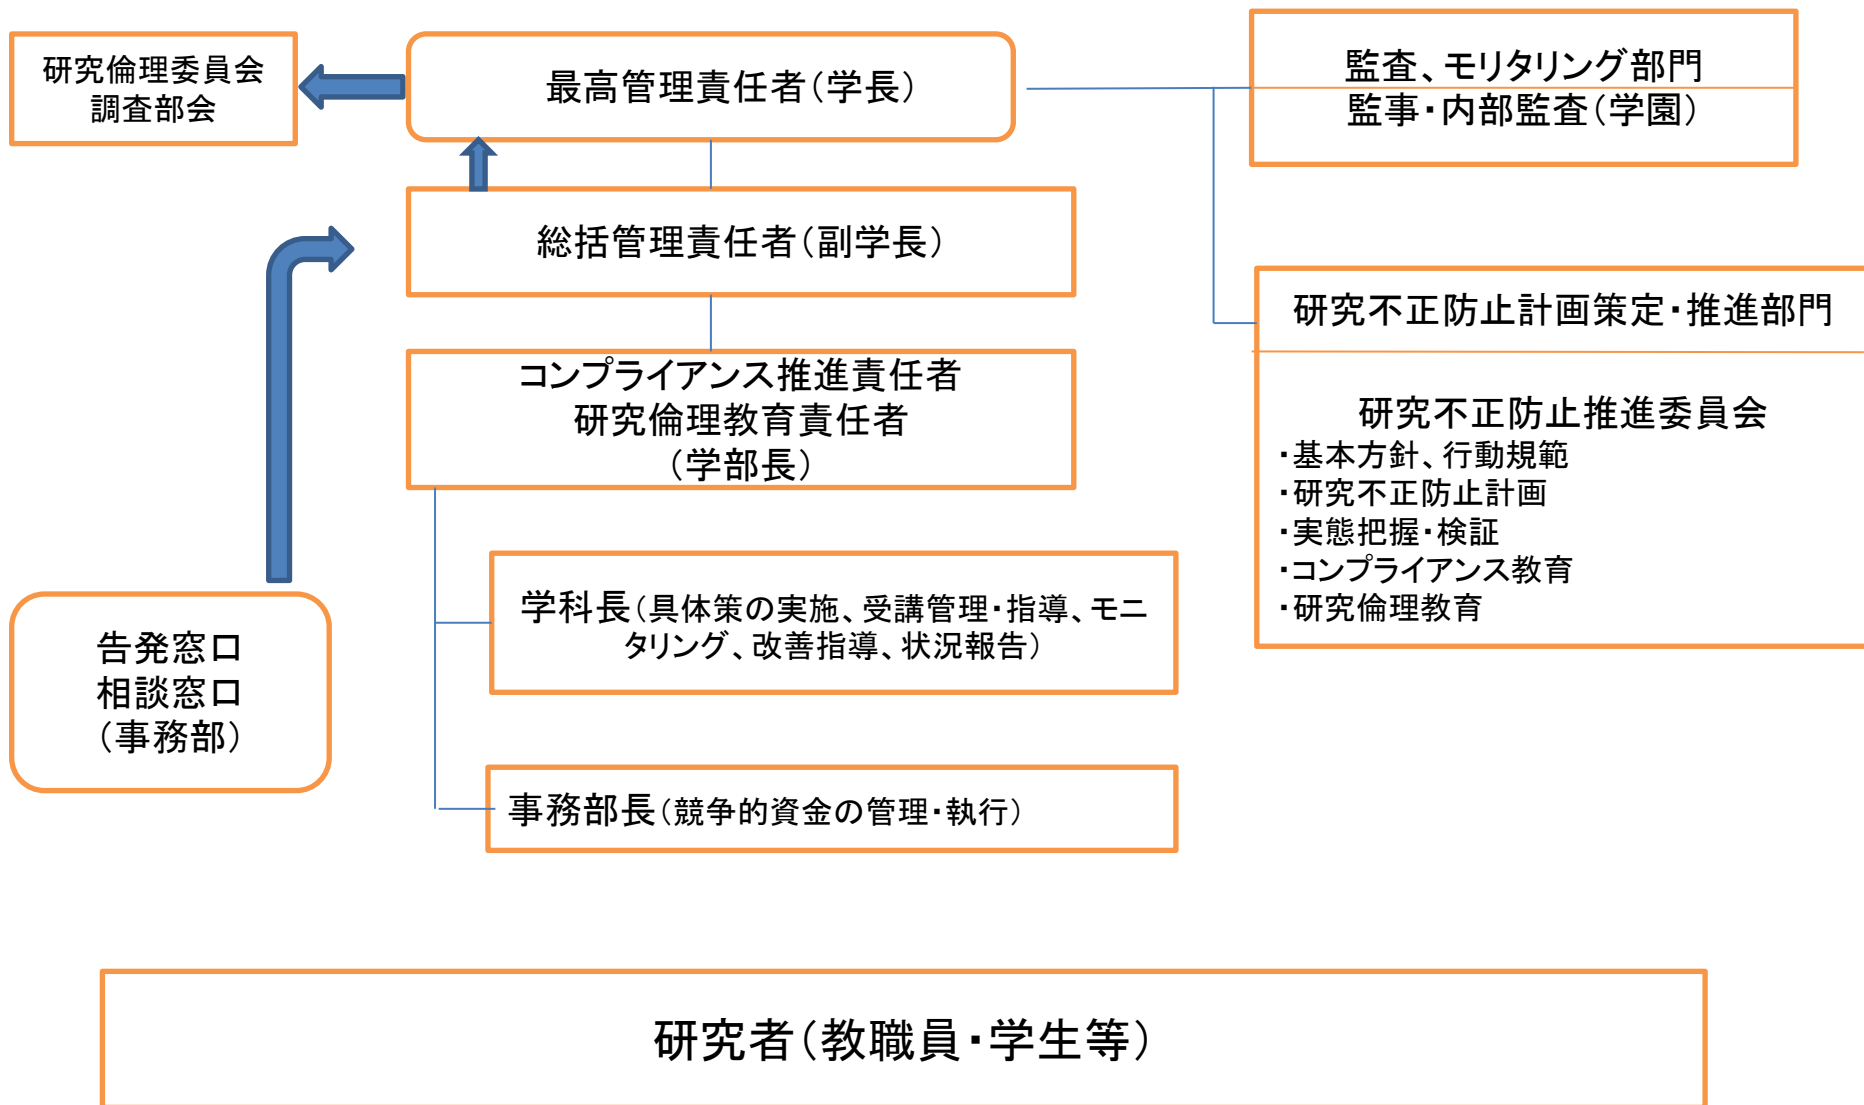 研究倫理委員会
調査部会
最高管理責任者(学長)
監査、モリタリング部門
監事・内部監査(学園)
総括管理責任者(副学長)
研究不正防止計画策定・推進部門
コンプライアンス推進責任者
研究倫理教育責任者
(学部長)
研究不正防止推進委員会
・基本方針、行動規範
・研究不正防止計画
・実態把握・検証
・コンプライアンス教育
・研究倫理教育
学科長(具体策の実施、受講管理・指導、モニ
タリング、改善指導、状況報告)
告発窓口
相談窓口
(事務部)
事務部長(競争的資金の管理・執行)
研究者(教職員・学生等)